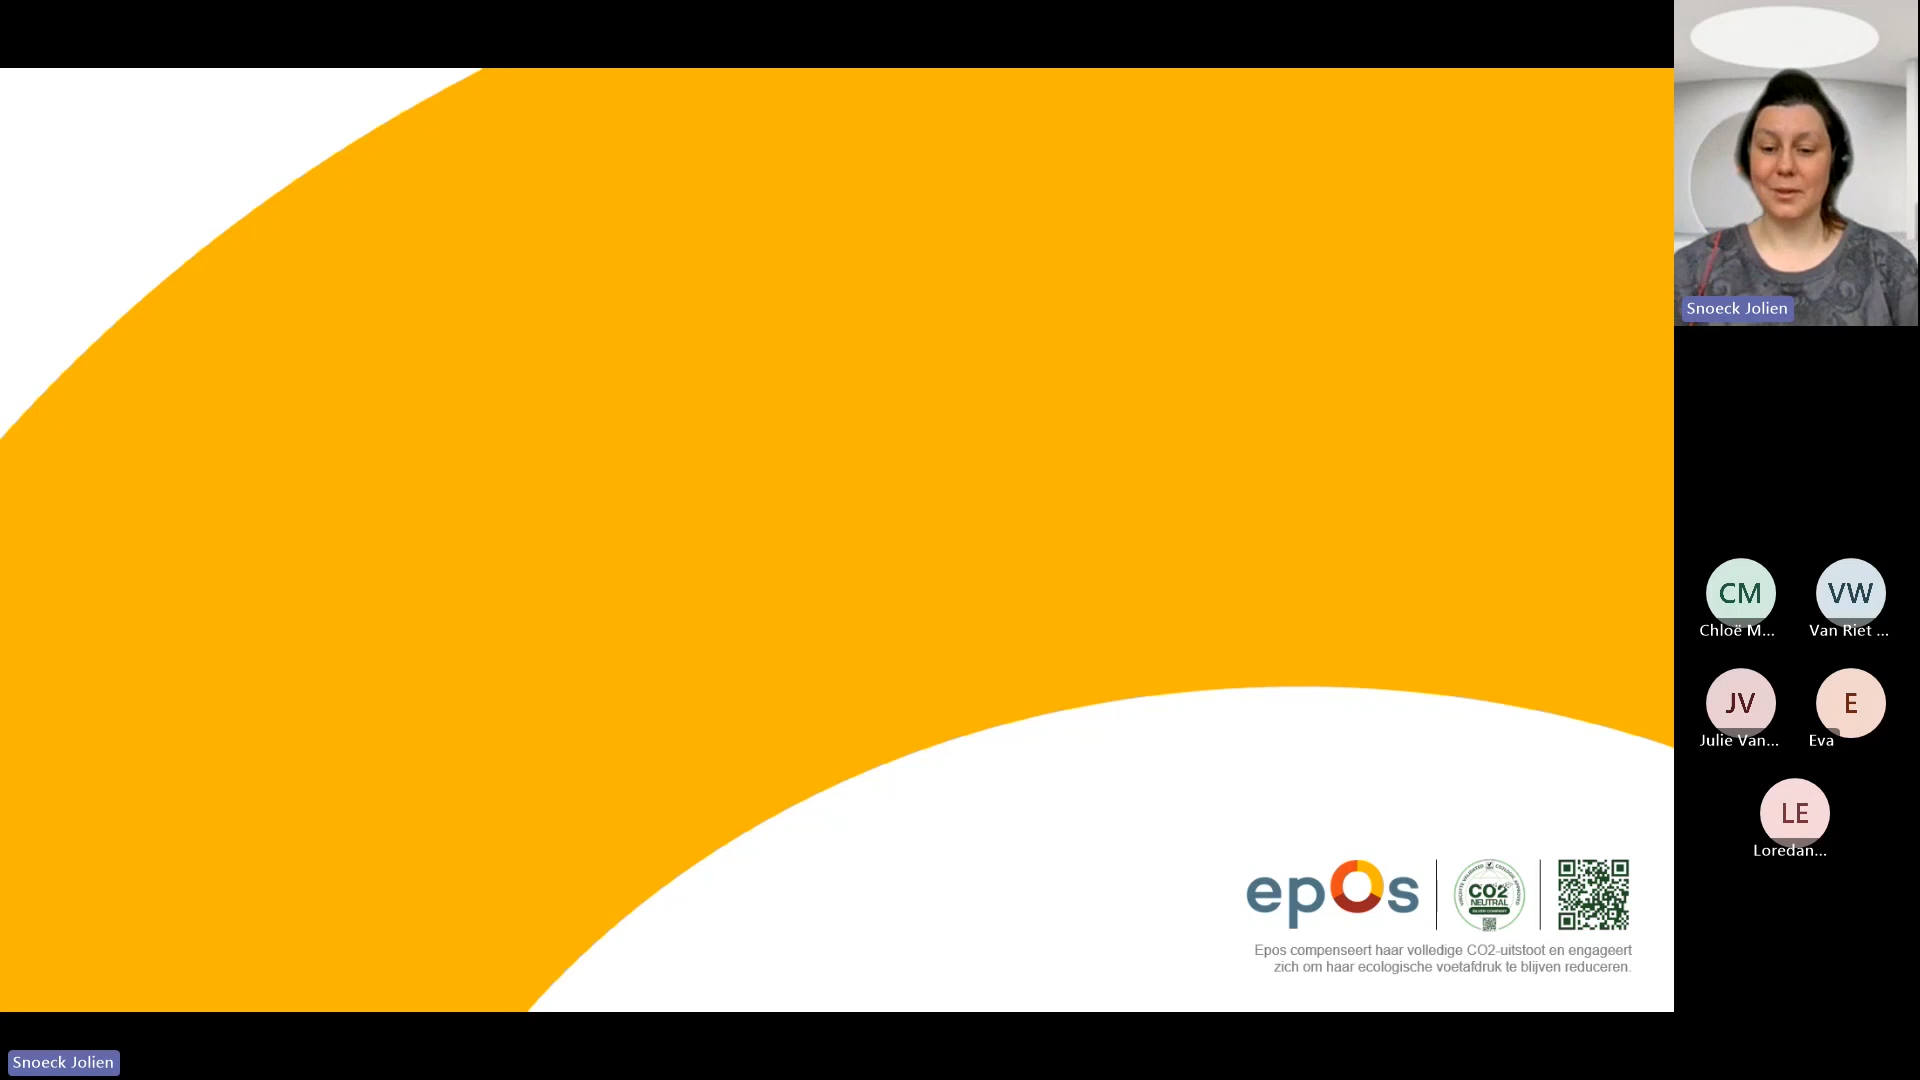 Snoeck Jolien
CM
VW
Chloë M...
Van Riet ...
JV
E
Julie Van...
Eva
LE
Loredan...
epos
CO2
NEUTRAL
Epos compenseert haar volledige CO2-uitstoot en engageert
zich om haar ecologische voetafdruk te blijven reduceren.
Snoeck Jolien